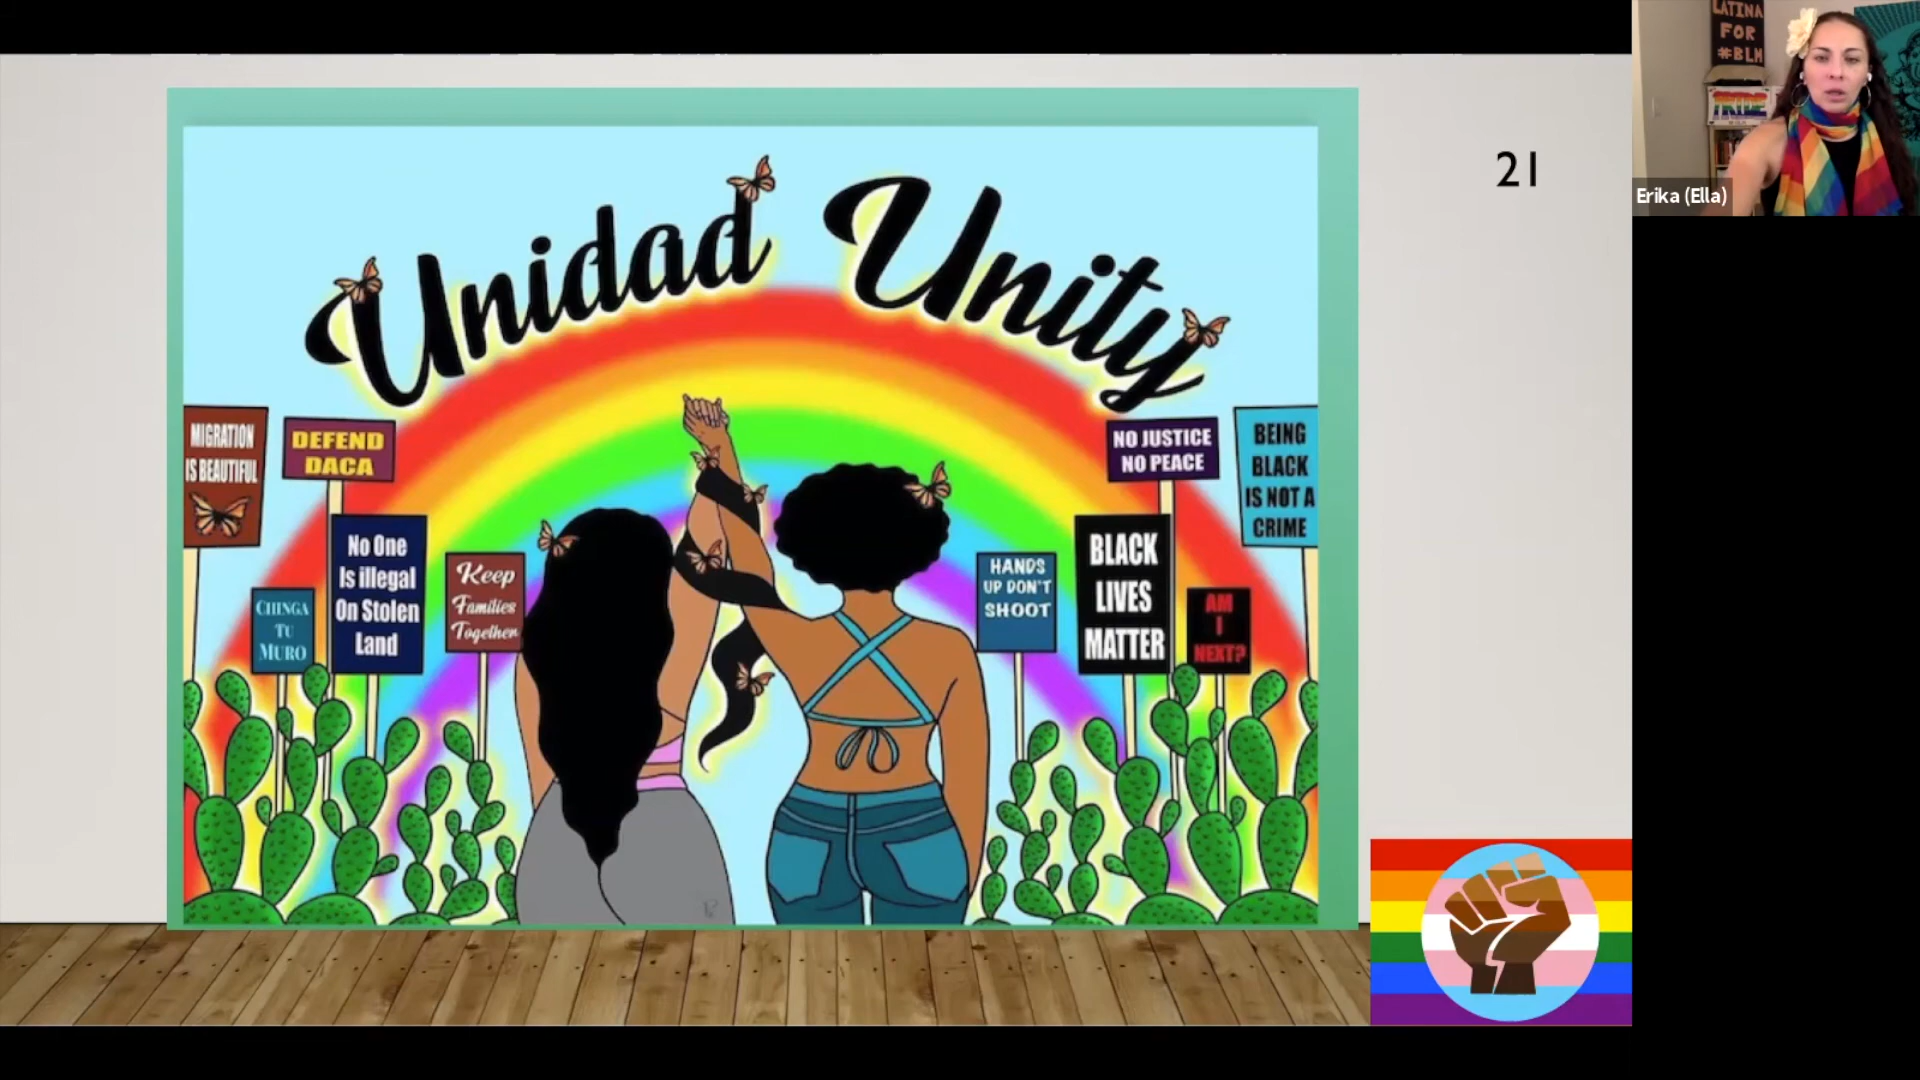 Unidad Unity
MIGRATION
IS BEAUTIFUL
DEFEND
DACA
CHINGA
TU
MURO
No One
Is illegal
On Stolen
Land
Keep
Families
Together
HANDS
UP DON'T
SHOOT
NO JUSTICE
NO PEACE
BLACK
LIVES
MATTER
AM
I
NEXT?
BEING
BLACK
IS NOT A
CRIME
21
LATINA
FOR
#BLM
PRIDE
Erika (Ella)